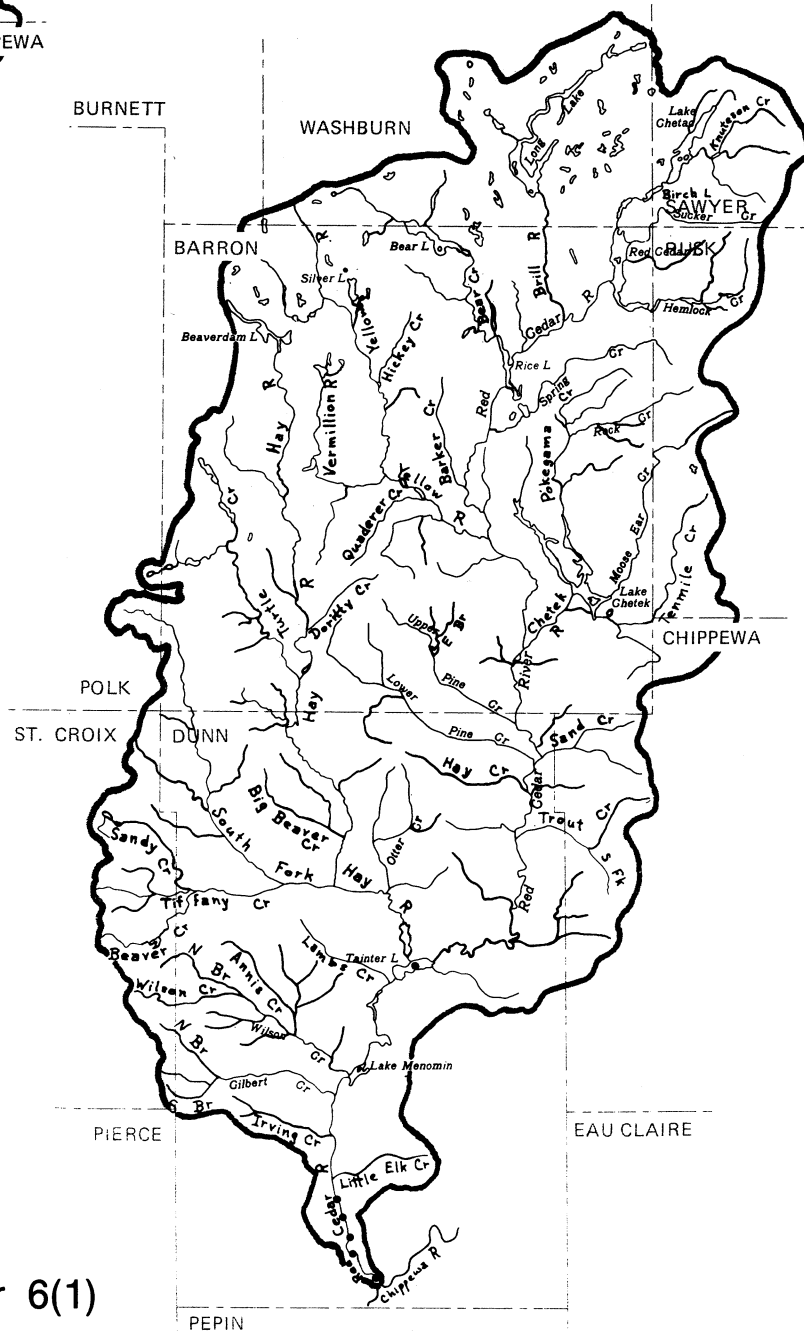 PEWA
BURNETT
WASHBURN
Lake Chetac
Knuteson Cr
Long Lake
Birch L
SAWYER
Sucker Cr
BARRON
R
Bear L
Brill R
Red Cedar L
RUSK
Silver L
Bear Cr
Hemlock Cr
Yellow
Cedar R
Beaverdam L
Hickey Cr
Rice L
Spring Cr
Hay R
Vermillion R
Barker Cr
Red
Rock Cr
Pokegama Cr
Yellow R
Quaderer Cr
Moose Ear Cr
Turtle Cr
Tenmile Cr
Lake Chetek
Doritty Cr
Chetek R
Upper Pine Cr
E Br
River
CHIPPEWA
POLK
Lower Pine Cr
Hay R
ST. CROIX
DUNN
Sand Cr
Hay Cr
Cedar
Big Beaver Cr
South Fork Hay R
Otter Cr
Trout Cr
S Fk
Sandy Cr
Red
Tiffany Cr
Beaver Cr
N Br
Annis Cr
Lambs Cr
Tainter L
Wilson Cr
N Br
Wilson Cr
Lake Menomin
Gilbert Cr
S Br
PIERCE
Irving Cr
EAU CLAIRE
R
Little Elk Cr
Cedar
Red
Chippewa R
r 6(1)
PEPIN